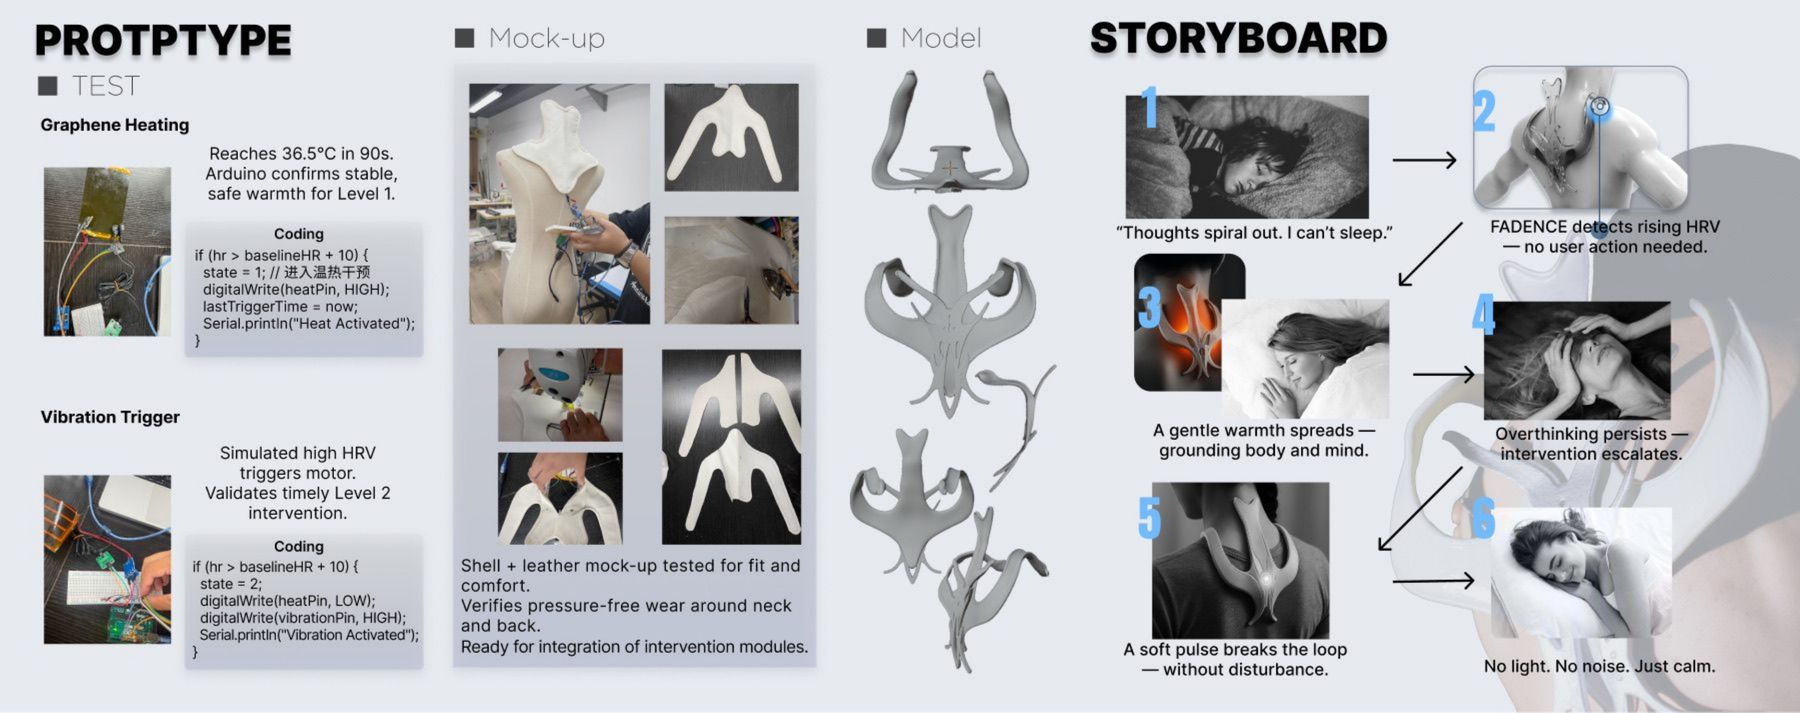 PROTPTYPE
■ TEST
Graphene Heating
Reaches 36.5°C in 90s.
Arduino confirms stable,
safe warmth for Level 1.
Coding
if (hr > baselineHR + 10) {
state = 1; // 进入温热干预
digitalWrite(heatPin, HIGH);
lastTriggerTime = now;
Serial.println("Heat Activated");
}
Vibration Trigger
Simulated high HRV
triggers motor.
Validates timely Level 2
intervention.
Coding
if (hr > baselineHR + 10) {
state = 2;
digitalWrite(heatPin, LOW);
digitalWrite(vibrationPin, HIGH);
Serial.println("Vibration Activated");
}
■ Mock-up
Shell + leather mock-up tested for fit and
comfort.
Verifies pressure-free wear around neck
and back.
Ready for integration of intervention modules.
■ Model
STORYBOARD
1
“Thoughts spiral out. I can’t sleep.”
2
FADENCE detects rising HRV
— no user action needed.
3
A gentle warmth spreads —
grounding body and mind.
4
Overthinking persists —
intervention escalates.
5
A soft pulse breaks the loop
— without disturbance.
6
No light. No noise. Just calm.